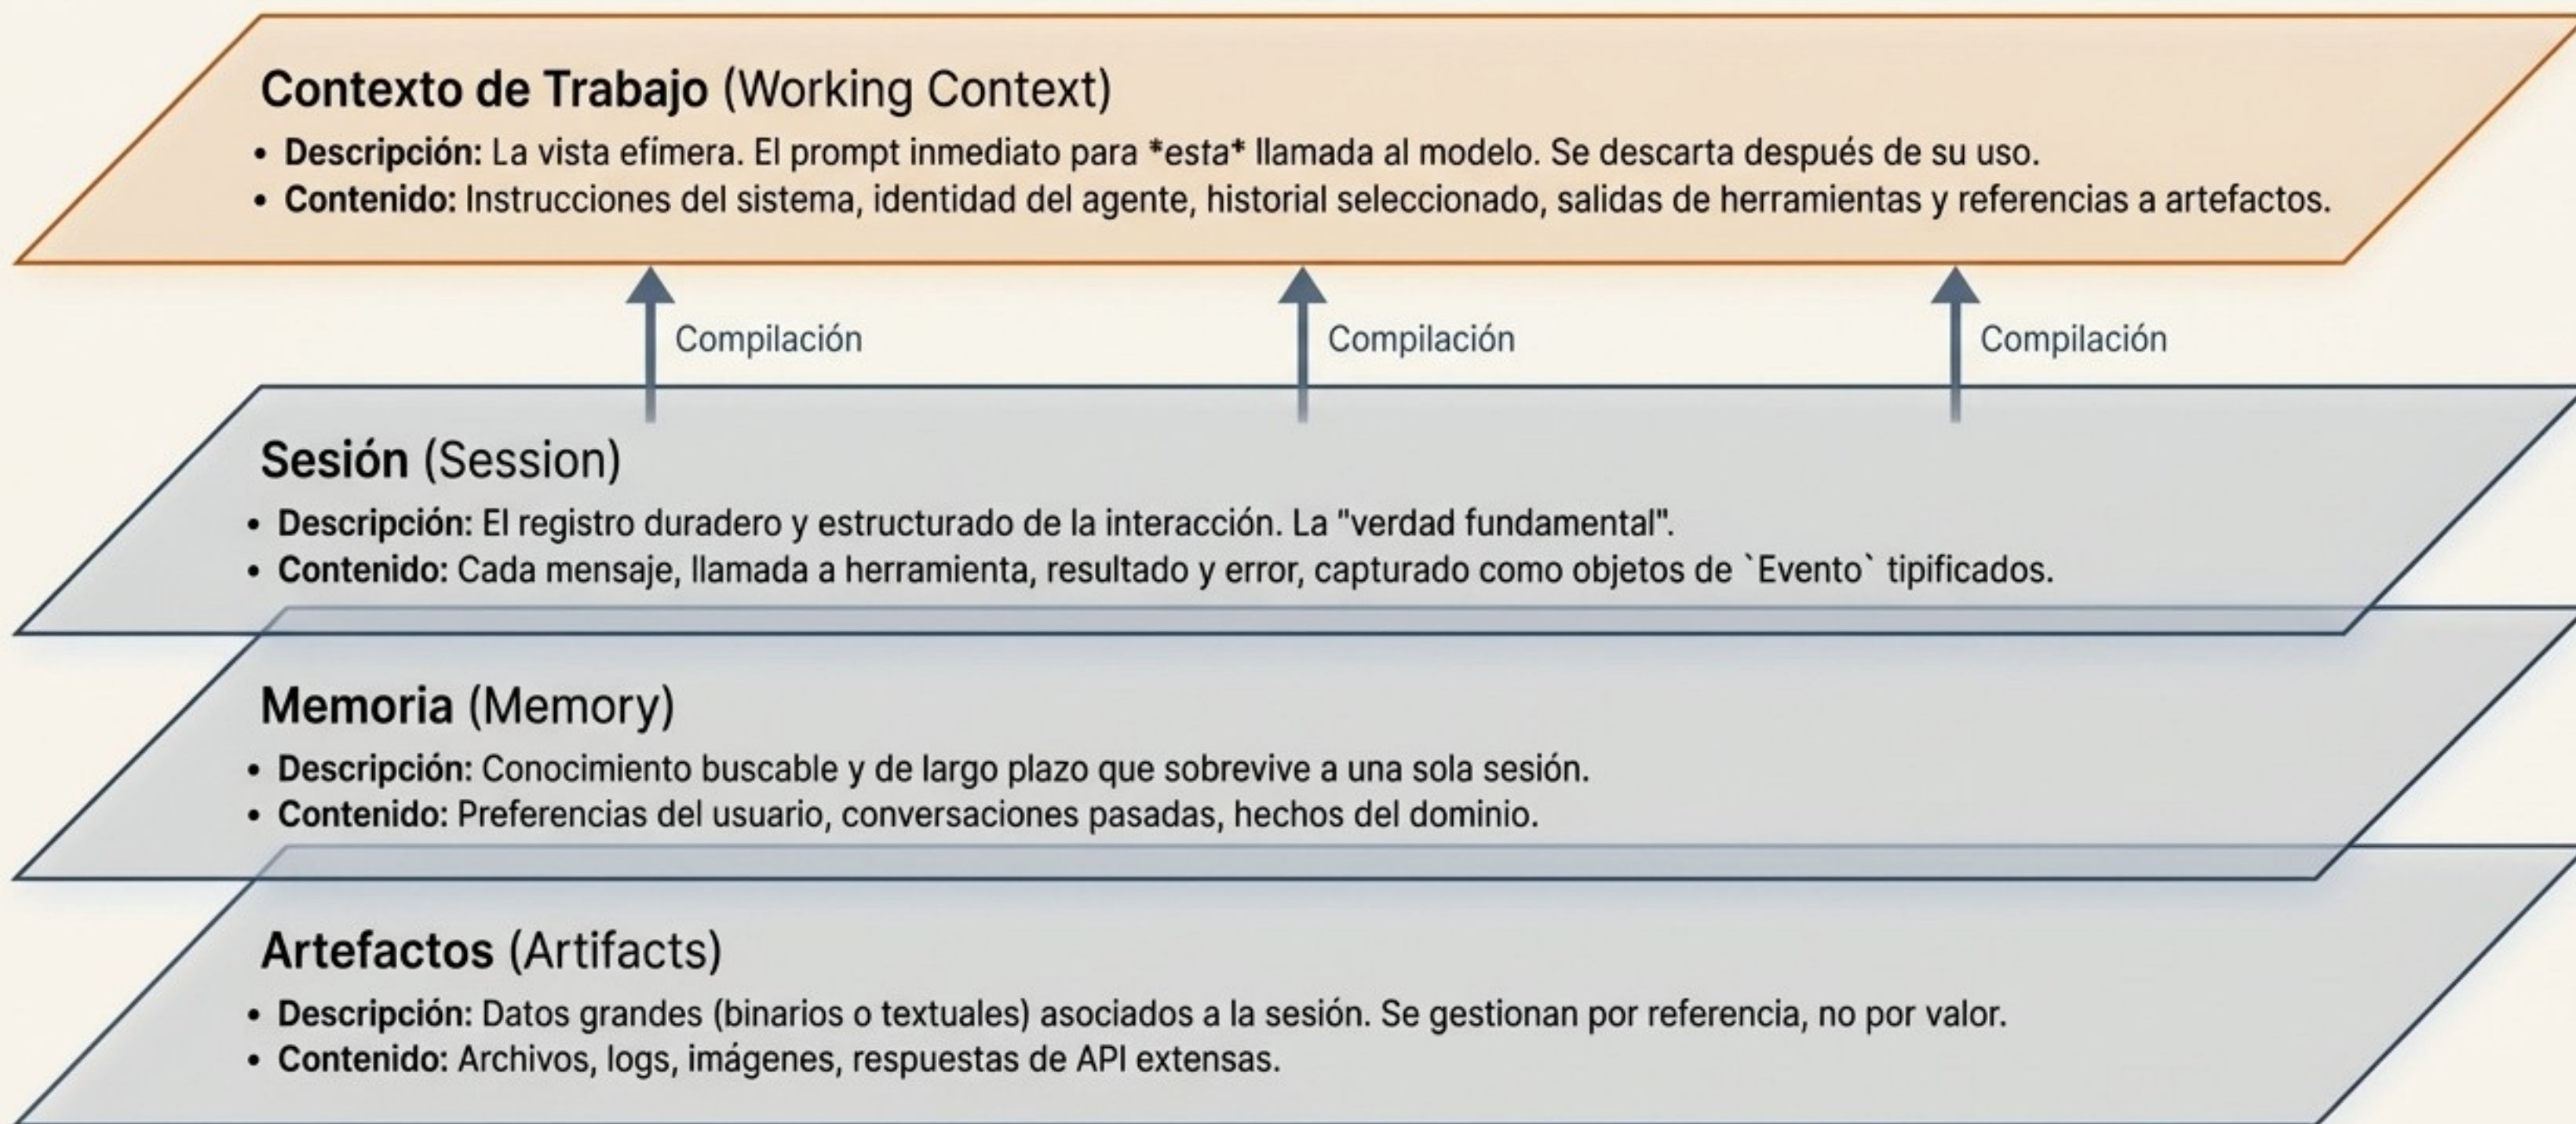 Contexto de Trabajo (Working Context)
• Descripción: La vista efímera. El prompt inmediato para *esta* llamada al modelo. Se descarta después de su uso.
• Contenido: Instrucciones del sistema, identidad del agente, historial seleccionado, salidas de herramientas y referencias a artefactos.
Compilación Compilación Compilación
Sesión (Session)
• Descripción: El registro duradero y estructurado de la interacción. La "verdad fundamental".
• Contenido: Cada mensaje, llamada a herramienta, resultado y error, capturado como objetos de `Evento` tipificados.
Memoria (Memory)
• Descripción: Conocimiento buscable y de largo plazo que sobrevive a una sola sesión.
• Contenido: Preferencias del usuario, conversaciones pasadas, hechos del dominio.
Artefactos (Artifacts)
• Descripción: Datos grandes (binarios o textuales) asociados a la sesión. Se gestionan por referencia, no por valor.
• Contenido: Archivos, logs, imágenes, respuestas de API extensas.